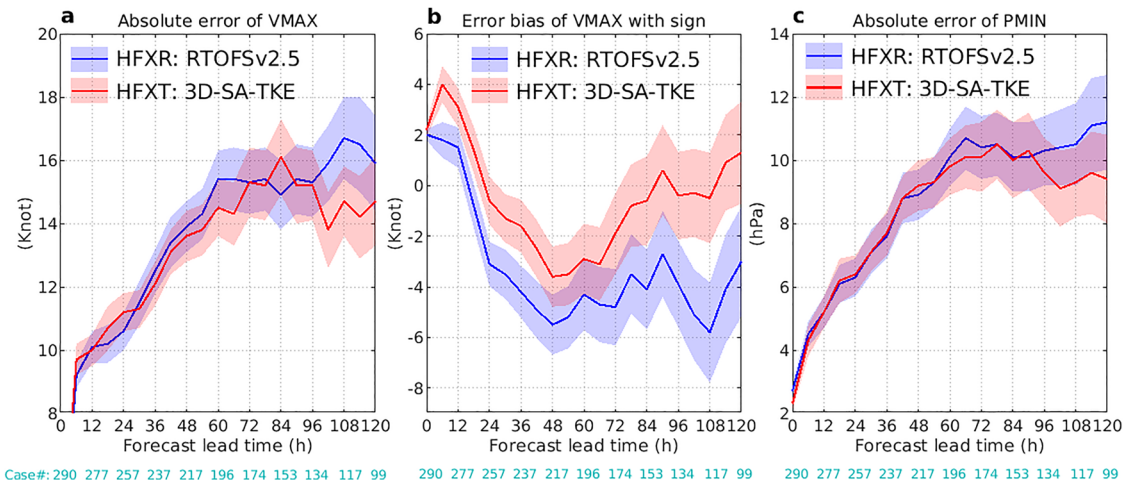 a Absolute error of VMAX
20
18
16
14
12
10
8
(Knot)
HFXR: RTOFSv2.5
HFXT: 3D-SA-TKE
0 12 24 36 48 60 72 84 96 108 120
Forecast lead time (h)
b Error bias of VMAX with sign
6
4
2
0
-2
-4
-6
-8
(Knot)
HFXR: RTOFSv2.5
HFXT: 3D-SA-TKE
0 12 24 36 48 60 72 84 96 108 120
Forecast lead time (h)
c Absolute error of PMIN
14
12
10
8
6
4
2
(hPa)
HFXR: RTOFSv2.5
HFXT: 3D-SA-TKE
0 12 24 36 48 60 72 84 96 108 120
Forecast lead time (h)
Case#: 290 277 257 237 217 196 174 153 134 117 99
290 277 257 237 217 196 174 153 134 117 99
290 277 257 237 217 196 174 153 134 117 99